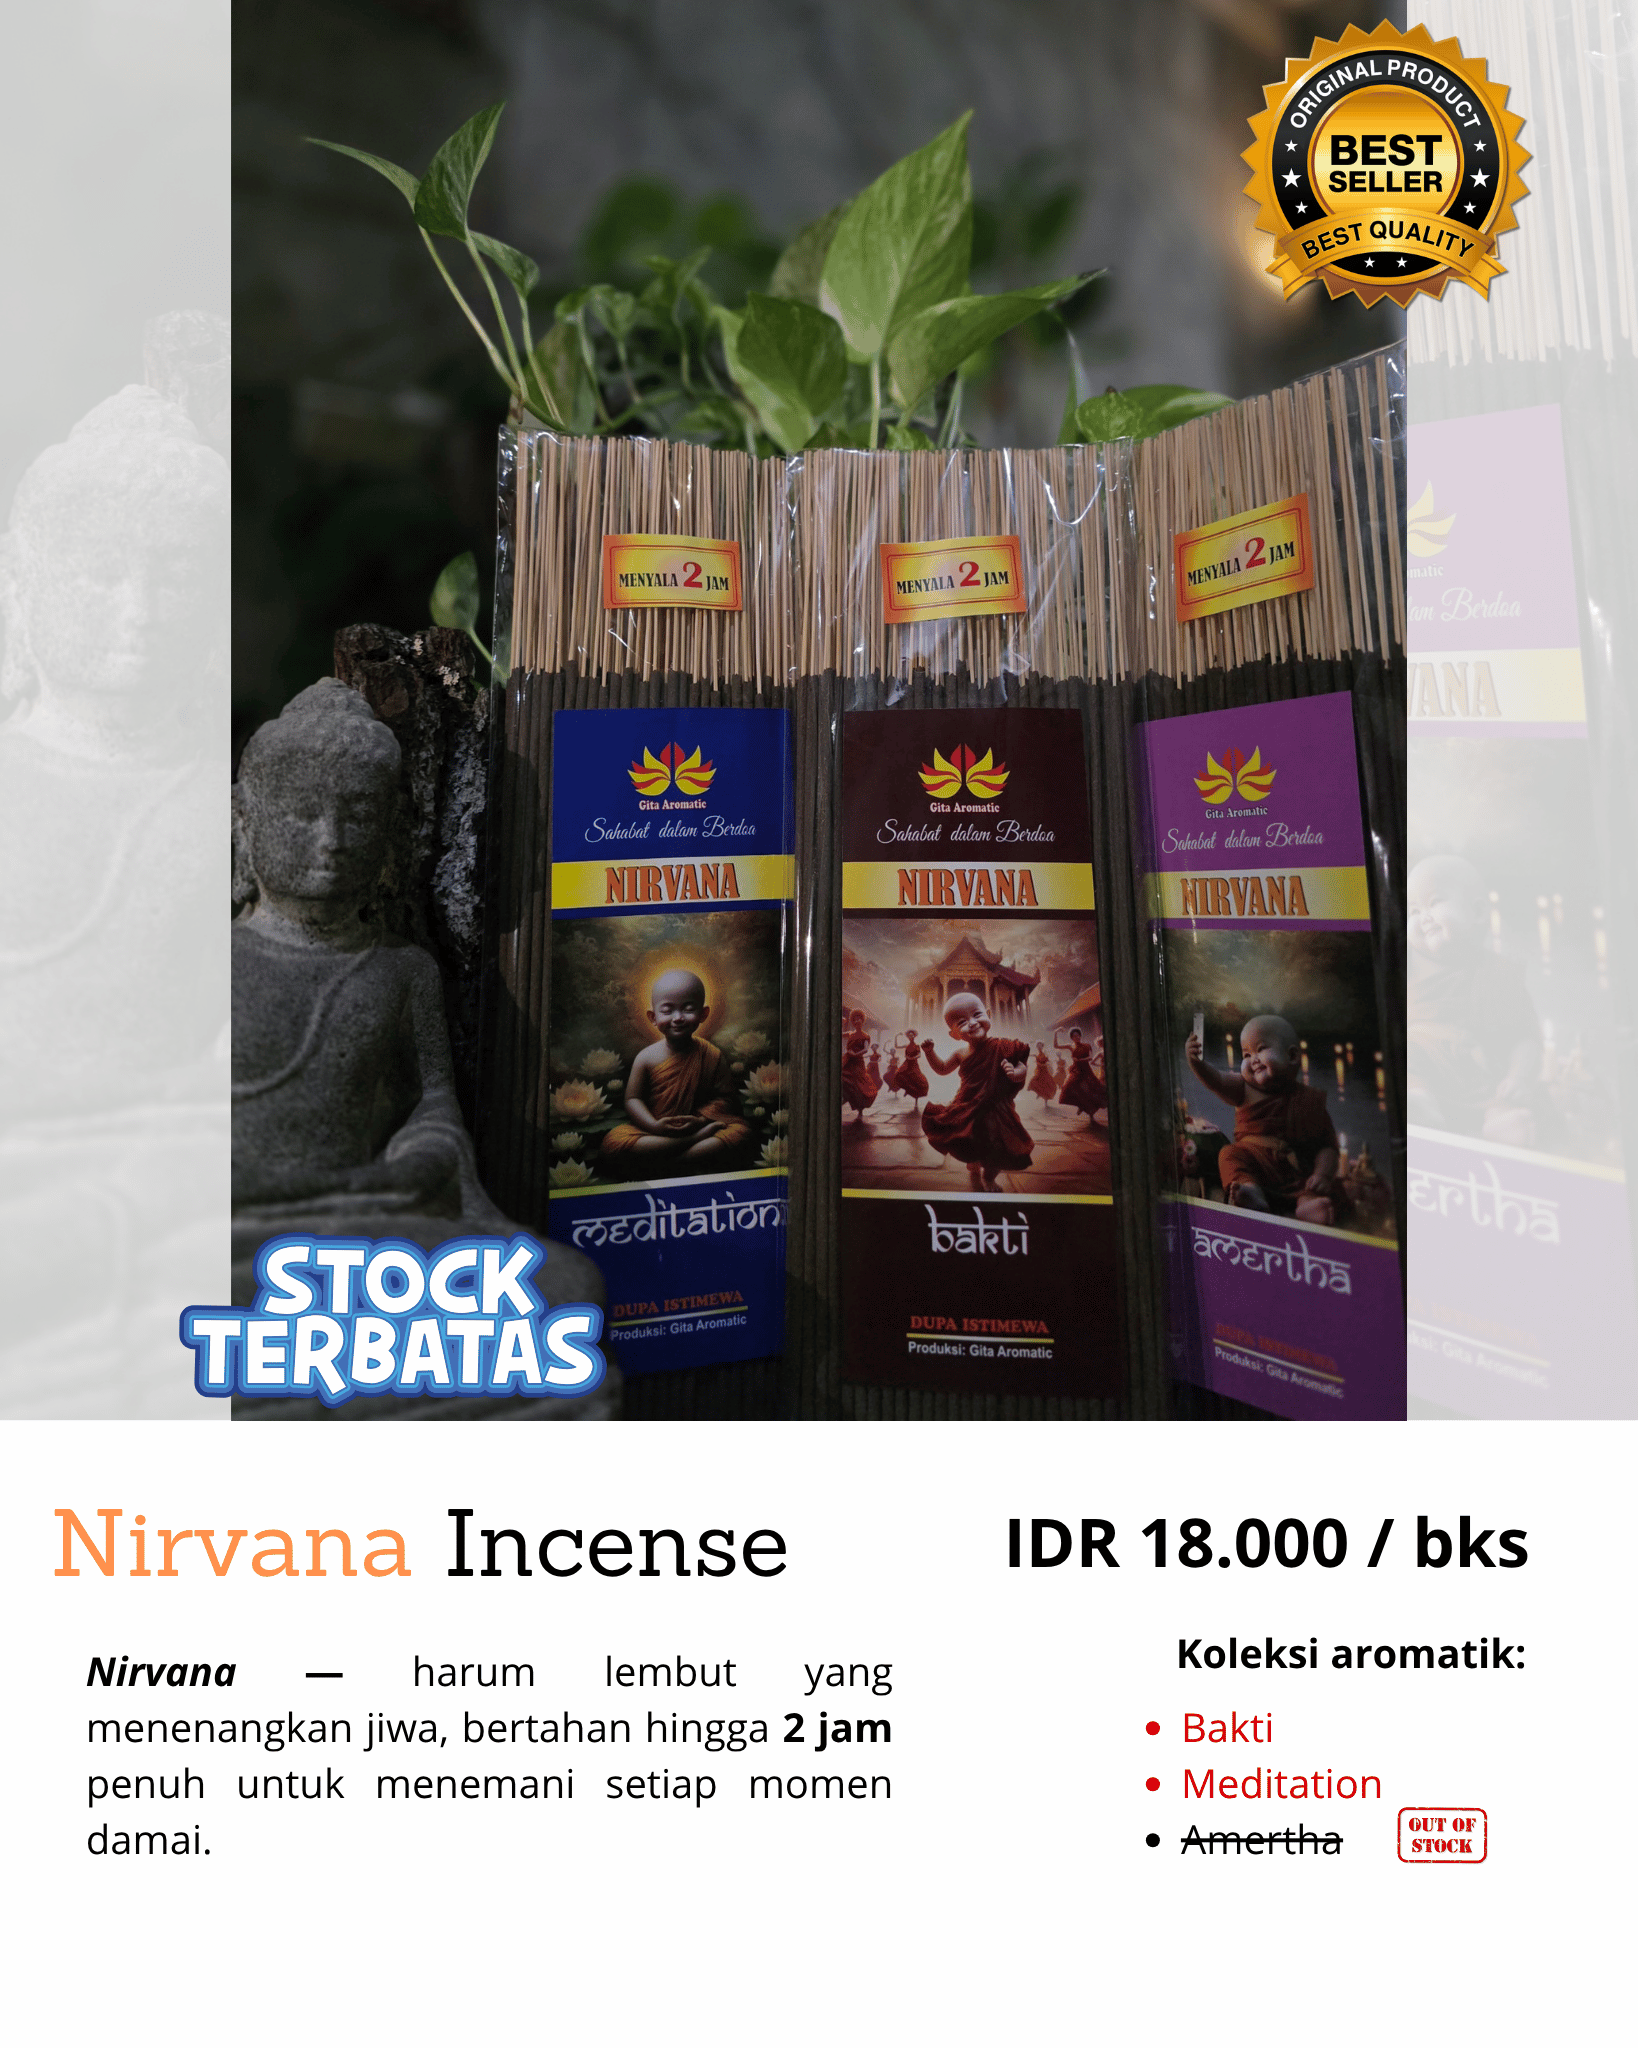 ORIGINAL PRODUCT
BEST
SELLER
BEST QUALITY
MENYALA 2 JAM
MENYALA 2 JAM
MENYALA 2 JAM
Gita Aromatic
Sahabat dalam Berdoa
NIRVANA
meditation
DUPA ISTIMEWA
Produksi: Gita Aromatic
Gita Aromatic
Sahabat dalam Berdoa
NIRVANA
bakti
DUPA ISTIMEWA
Produksi: Gita Aromatic
Gita Aromatic
Sahabat dalam Berdoa
NIRVANA
amertha
DUPA ISTIMEWA
Produksi: Gita Aromatic
STOCK
TERBATAS
Nirvana Incense
IDR 18.000 / bks
Nirvana — harum lembut yang
menenangkan jiwa, bertahan hingga 2 jam
penuh untuk menemani setiap momen
damai.
Koleksi aromatik:
• Bakti
• Meditation
• Amertha
OUT OF
STOCK